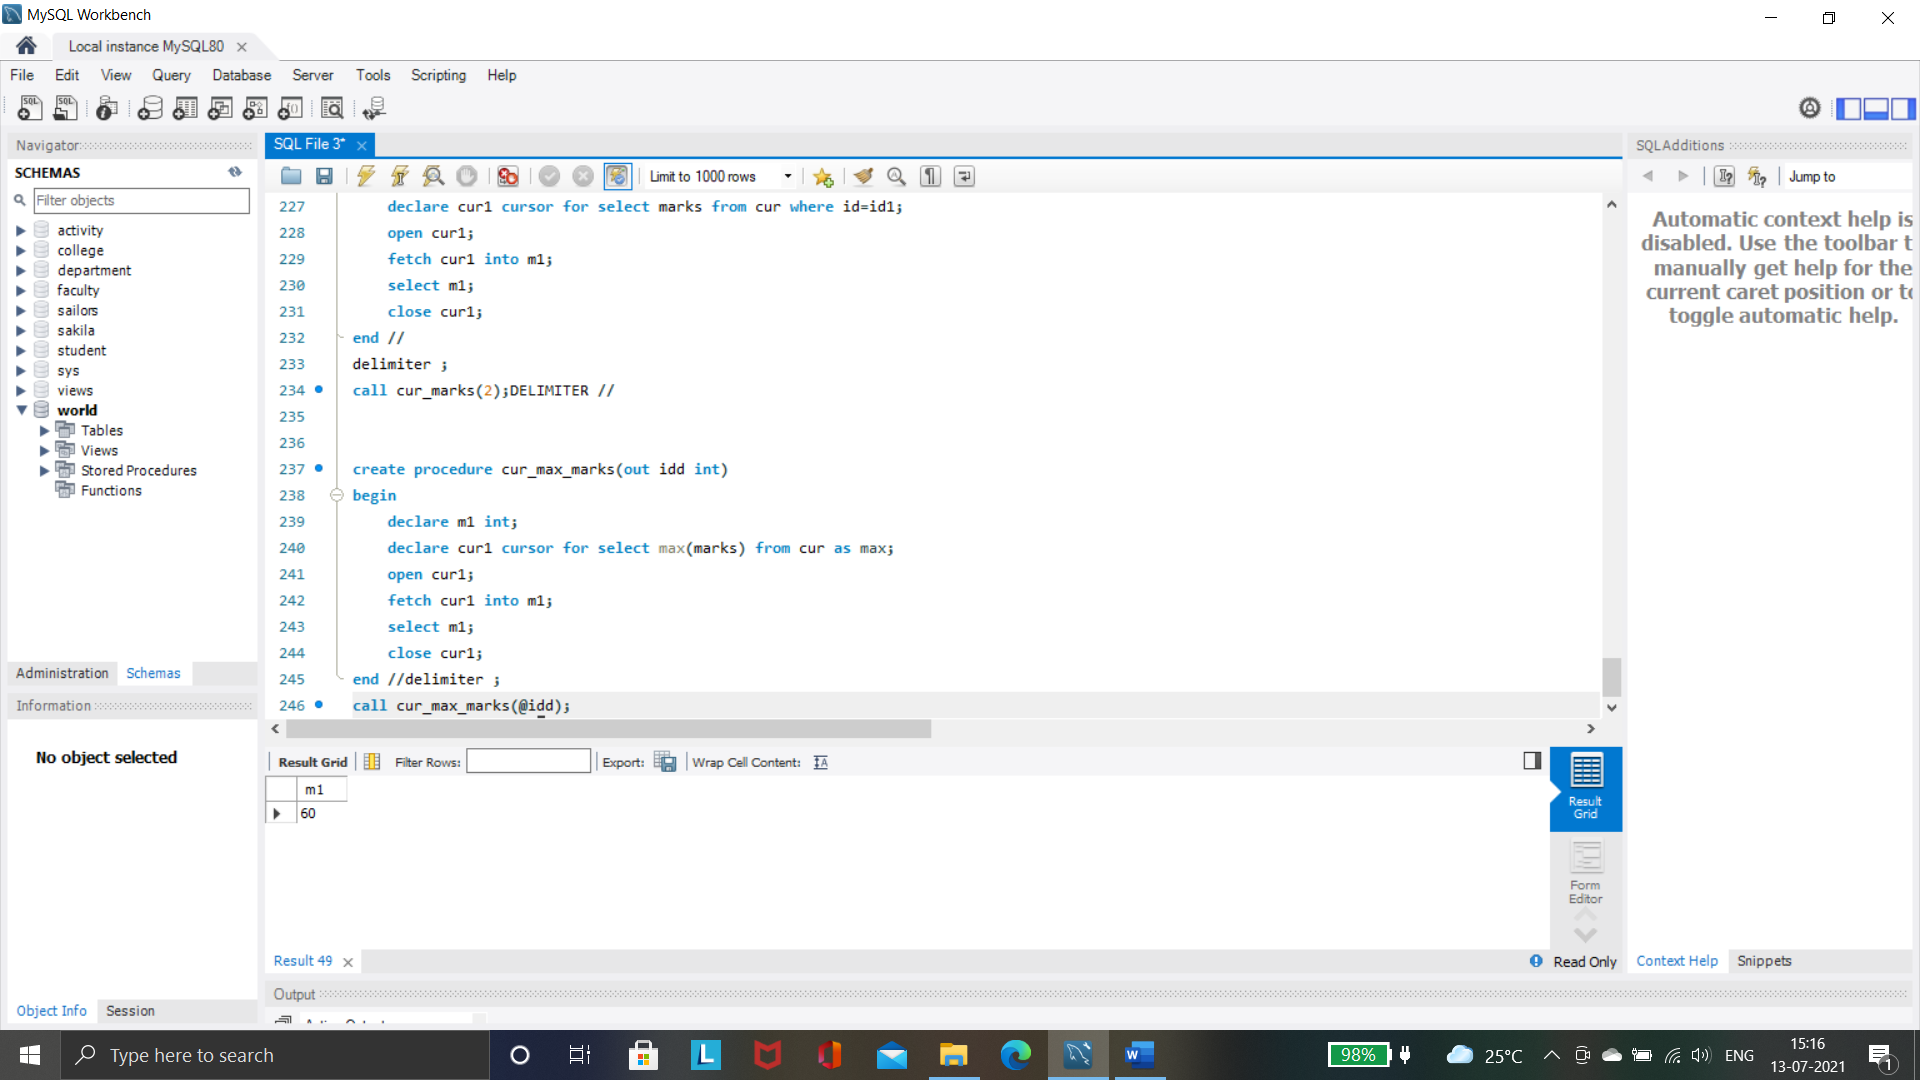 MySQL Workbench
Local instance MySQL80
File Edit View Query Database Server Tools Scripting Help
Navigator
SCHEMAS
Filter objects
activity
college
department
faculty
sailors
sakila
student
sys
views
world
Tables
Views
Stored Procedures
Functions
Administration Schemas
Information
No object selected
Object Info Session
SQL File 3*
Limit to 1000 rows
227 declare cur1 cursor for select marks from cur where id=id1;
228 open cur1;
229 fetch cur1 into m1;
230 select m1;
231 close cur1;
232 end //
233 delimiter ;
234 call cur_marks(2);DELIMITER //
235
236
237 create procedure cur_max_marks(out idd int)
238 begin
239 declare m1 int;
240 declare cur1 cursor for select max(marks) from cur as max;
241 open cur1;
242 fetch cur1 into m1;
243 select m1;
244 close cur1;
245 end //delimiter ;
246 call cur_max_marks(@idd);
Result Grid Filter Rows: Export: Wrap Cell Content:
m1
60
Result Grid
Form Editor
Result 49
Read Only
Output
SQLAdditions
Jump to
Automatic context help is
disabled. Use the toolbar t
manually get help for the
current caret position or to
toggle automatic help.
Context Help Snippets
Type here to search
98%
25°C
ENG
15:16
13-07-2021
1